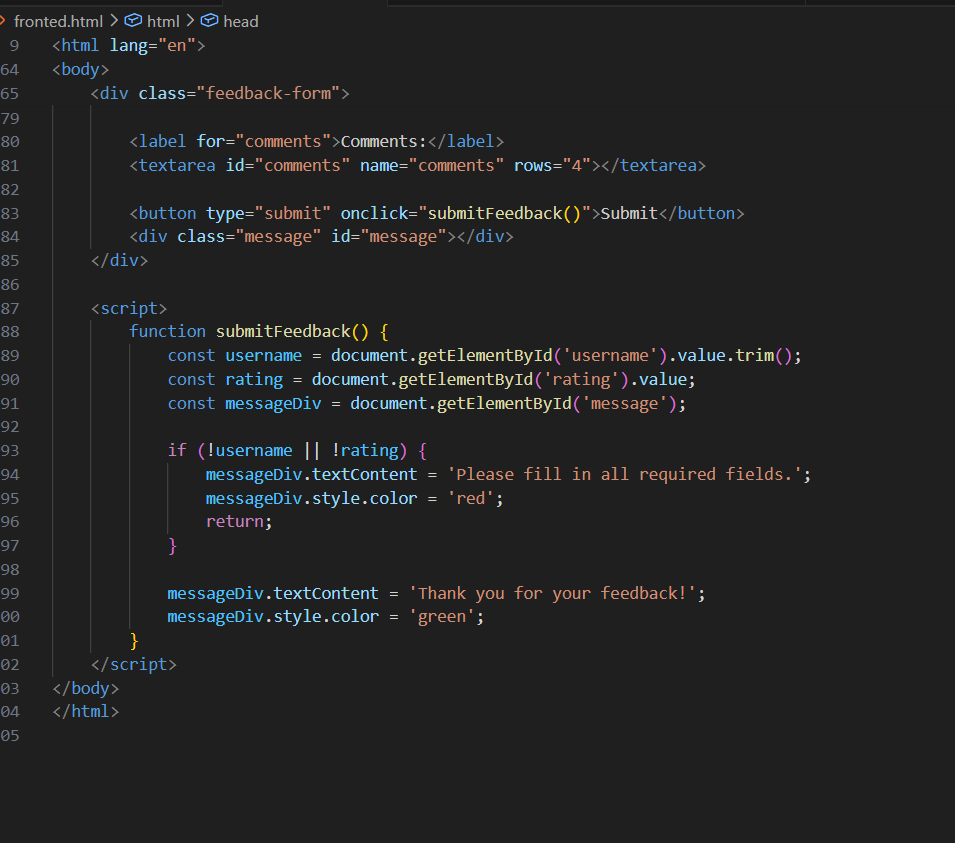 fronted.html > html > head
9 <html lang="en">
64 <body>
65     <div class="feedback-form">
79
80         <label for="comments">Comments:</label>
81         <textarea id="comments" name="comments" rows="4"></textarea>
82
83         <button type="submit" onclick="submitFeedback()">Submit</button>
84         <div class="message" id="message"></div>
85     </div>
86
87     <script>
88         function submitFeedback() {
89             const username = document.getElementById('username').value.trim();
90             const rating = document.getElementById('rating').value;
91             const messageDiv = document.getElementById('message');
92
93             if (!username || !rating) {
94                 messageDiv.textContent = 'Please fill in all required fields.';
95                 messageDiv.style.color = 'red';
96                 return;
97             }
98
99             messageDiv.textContent = 'Thank you for your feedback!';
00             messageDiv.style.color = 'green';
01         }
02     </script>
03 </body>
04 </html>
05